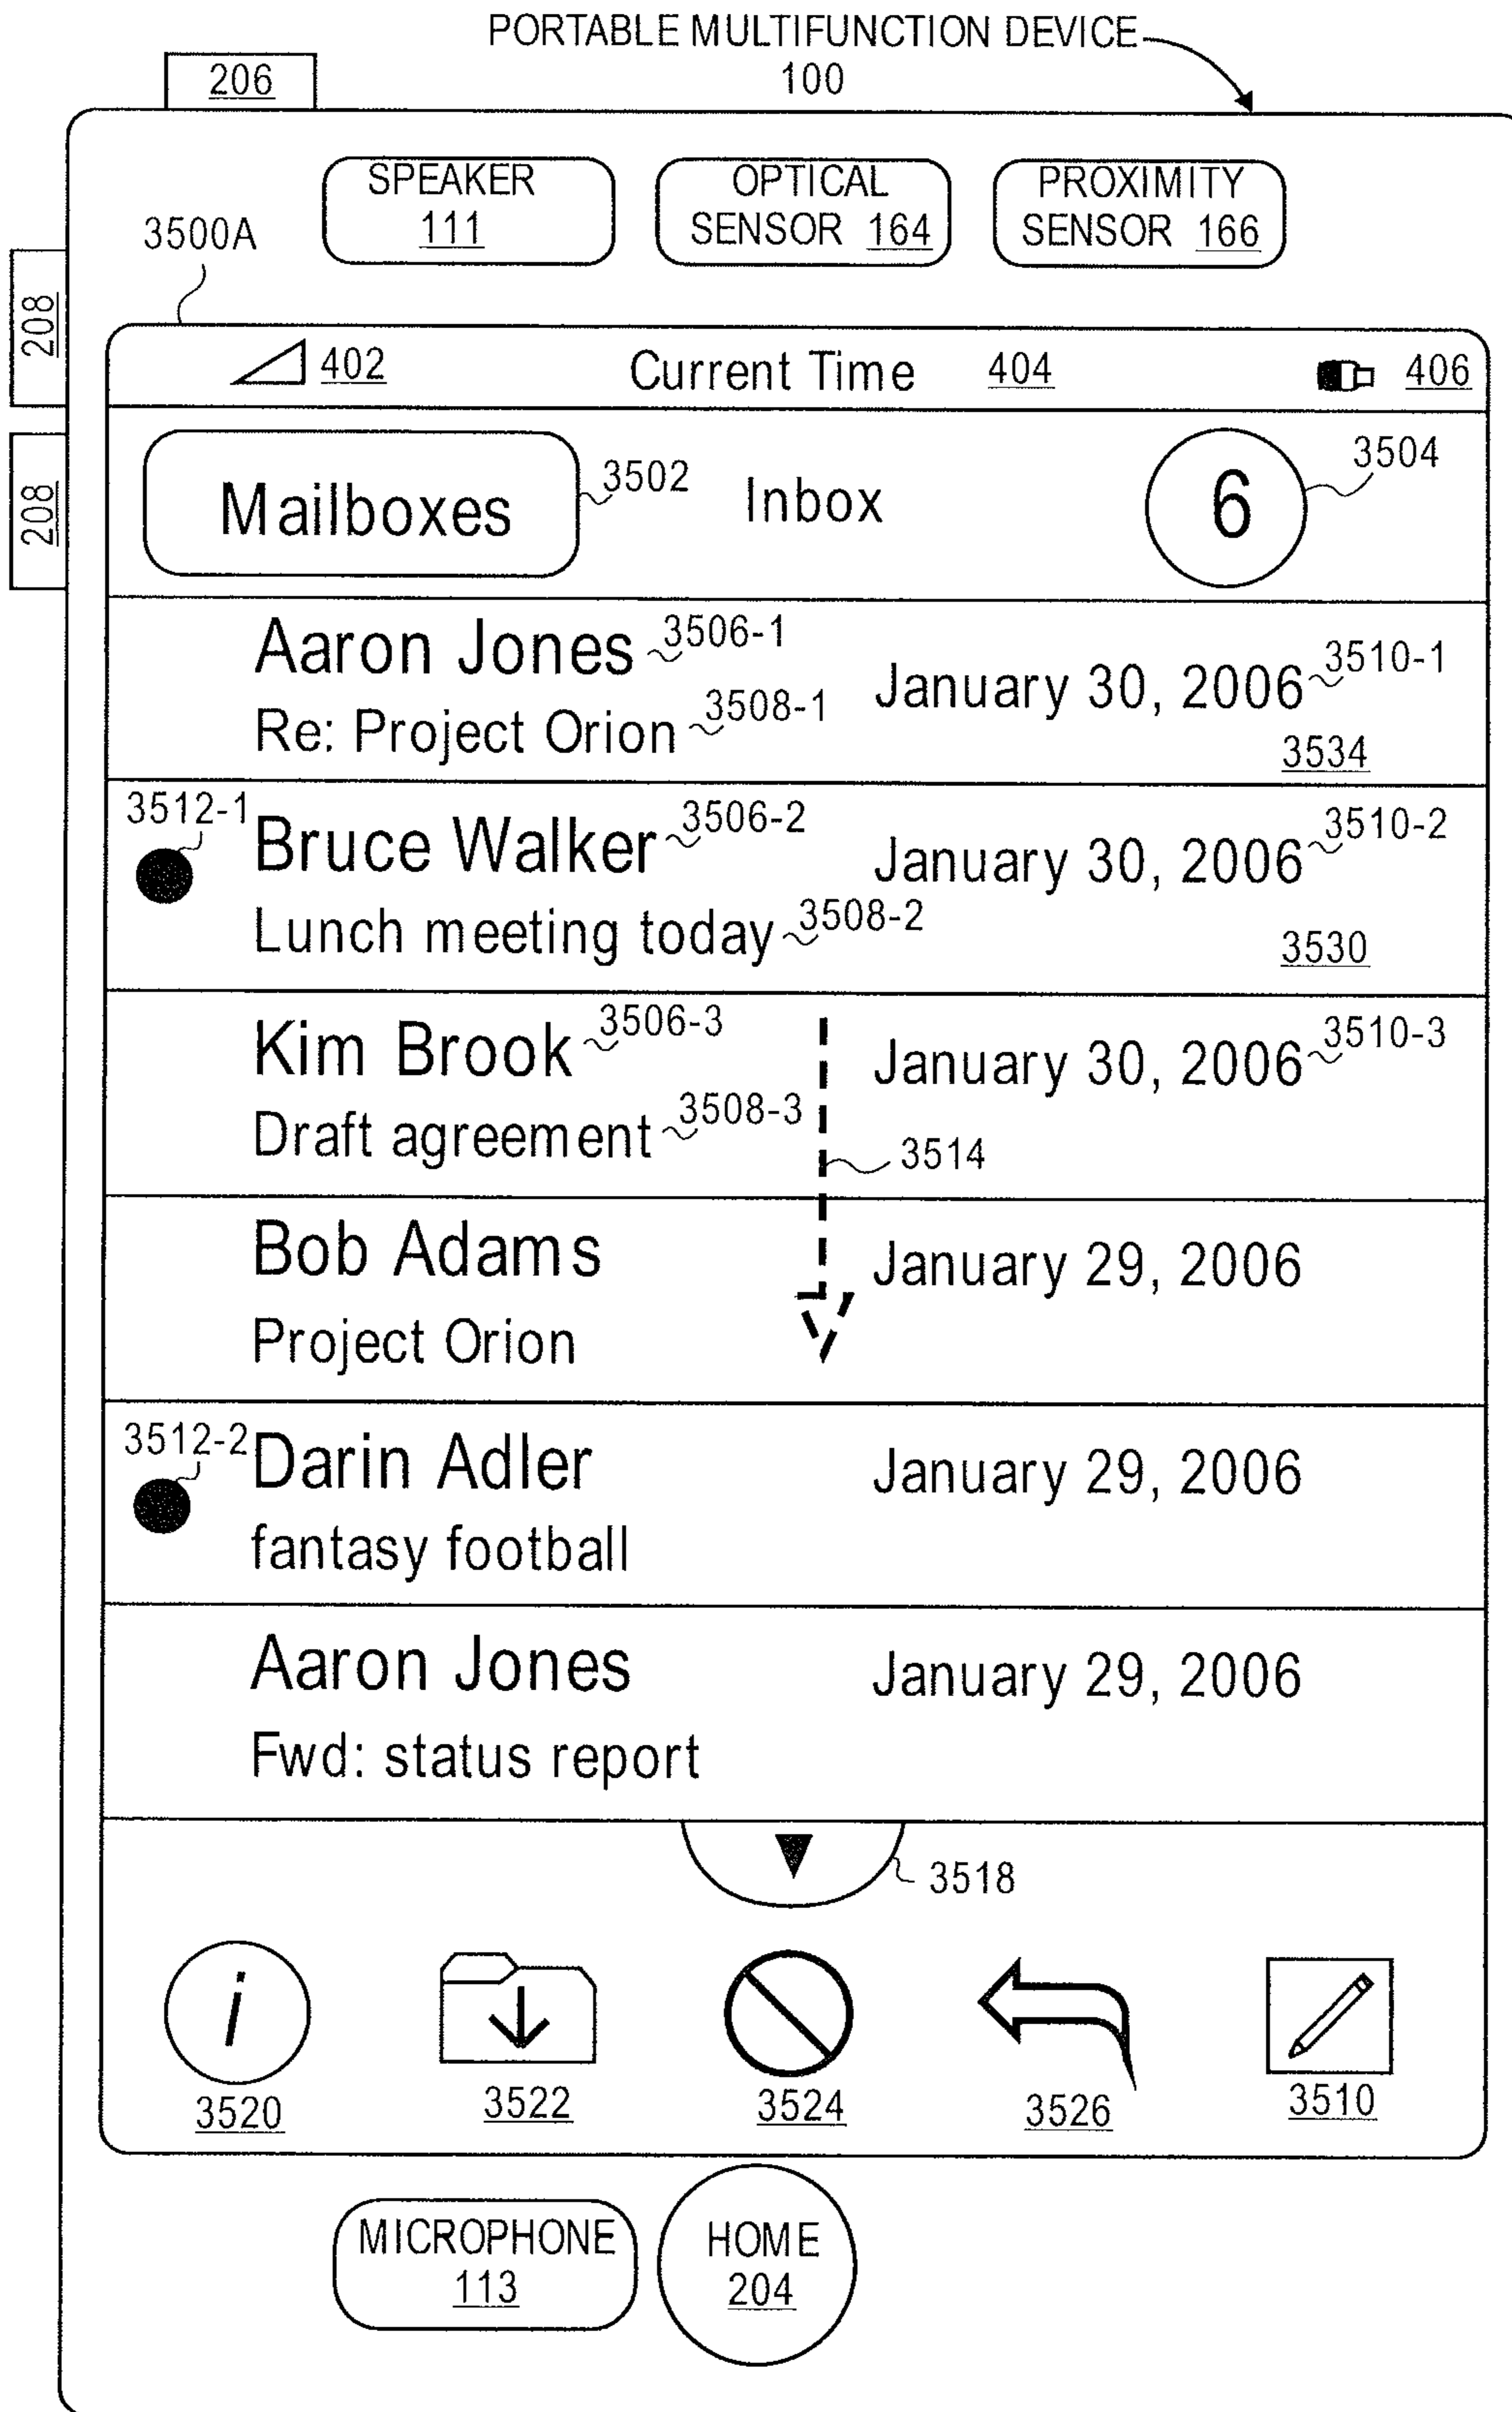 PORTABLE MULTIFUNCTION DEVICE
100
206
SPEAKER
111
OPTICAL
SENSOR 164
PROXIMITY
SENSOR 166
3500A
208
208
402 Current Time 404 406
Mailboxes 3502 Inbox 6 3504
Aaron Jones 3506-1
January 30, 2006 3510-1
Re: Project Orion 3508-1
3534
3512-1
Bruce Walker 3506-2
January 30, 2006 3510-2
Lunch meeting today 3508-2
3530
Kim Brook 3506-3
January 30, 2006 3510-3
Draft agreement 3508-3
3514
Bob Adams
January 29, 2006
Project Orion
3512-2
Darin Adler
January 29, 2006
fantasy football
Aaron Jones
January 29, 2006
Fwd: status report
3518
i
3520 3522 3524 3526 3510
MICROPHONE
113
HOME
204